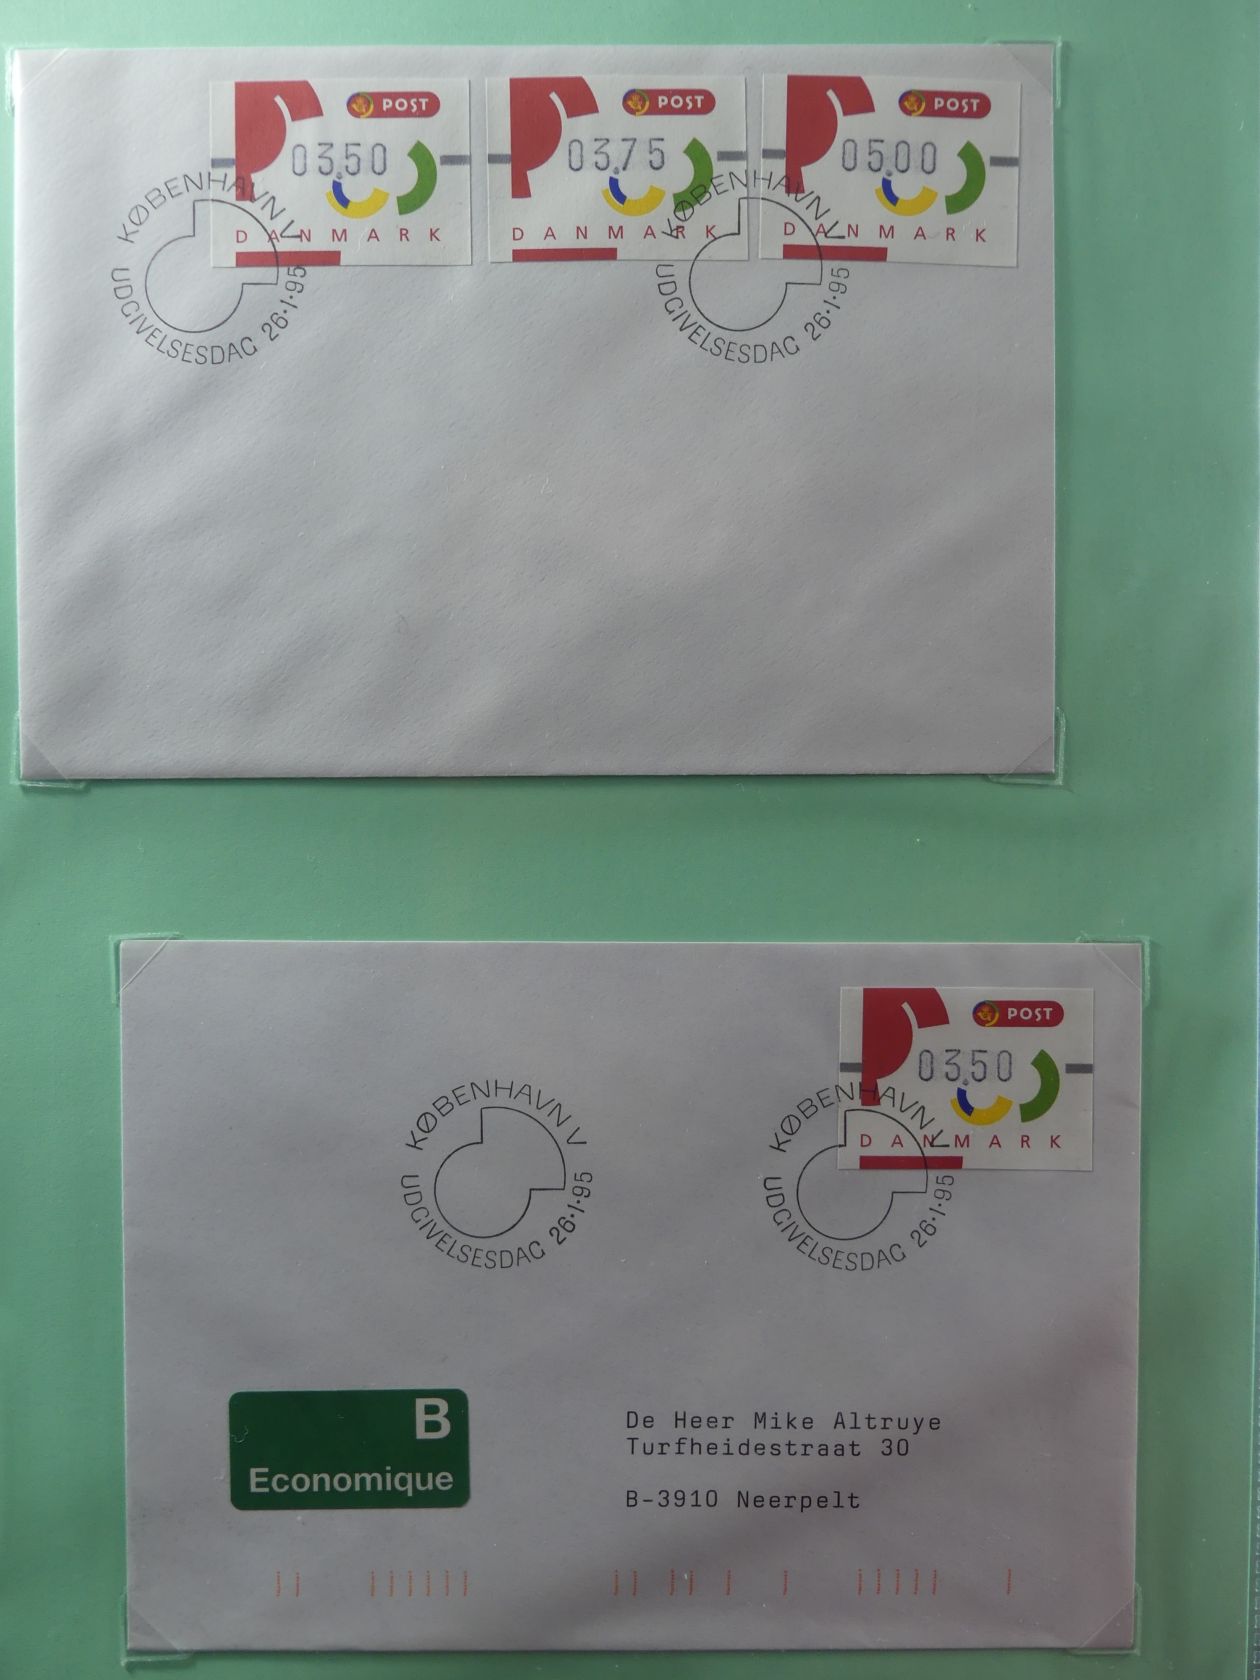 POST
03.50
DANMARK
POST
03.75
DANMARK
POST
05.00
DANMARK
KØBENHAVN V
UDGIVELSESDAG 26.1.95
KØBENHAVN V
UDGIVELSESDAG 26.1.95
POST
03.50
DANMARK
KØBENHAVN V
UDGIVELSESDAG 26.1.95
KØBENHAVN V
UDGIVELSESDAG 26.1.95
B
Economique
De Heer Mike Altruye
Turfheidestraat 30
B-3910 Neerpelt